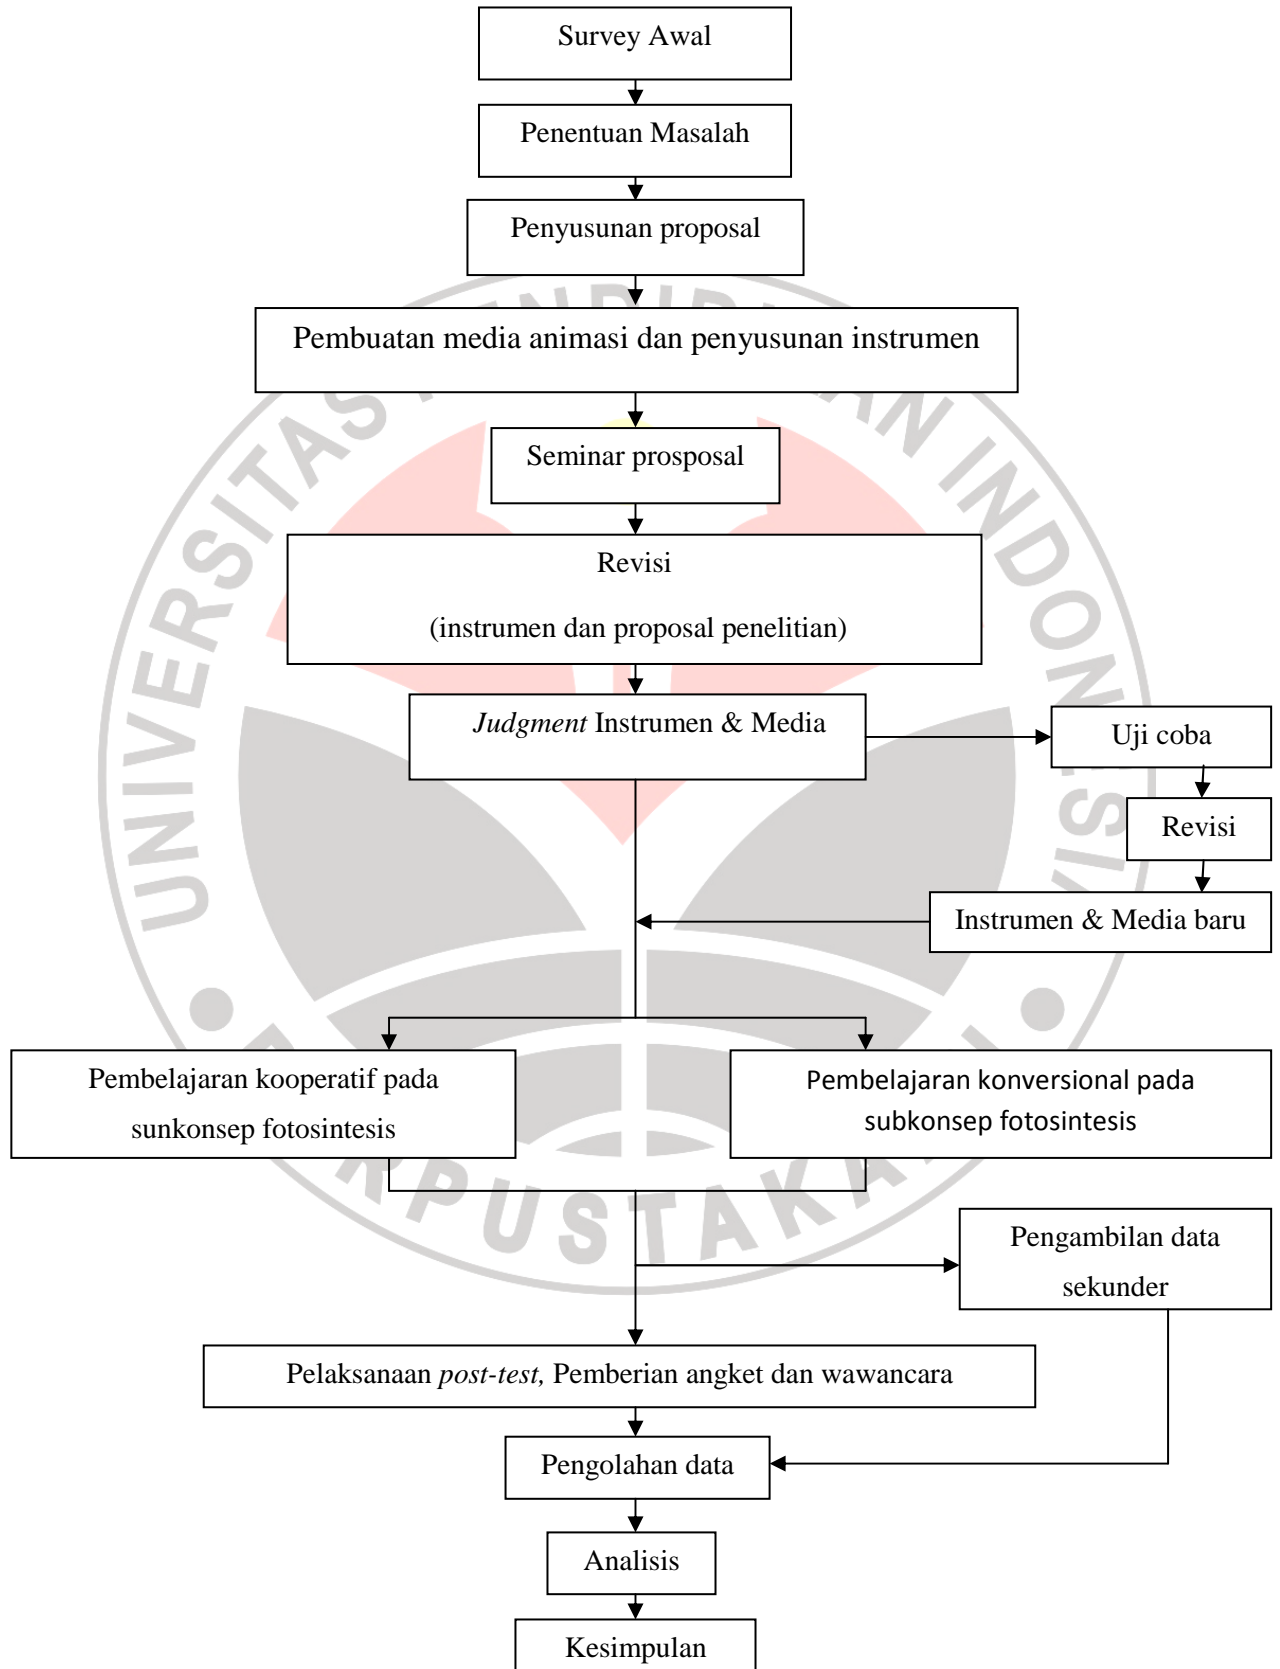 Survey Awal
Penentuan Masalah
Penyusunan proposal
Pembuatan media animasi dan penyusunan instrumen
Seminar prosposal
Revisi
(instrumen dan proposal penelitian)
Judgment Instrumen & Media
Uji coba
Revisi
Instrumen & Media baru
Pembelajaran kooperatif pada
sunkonsep fotosintesis
Pembelajaran konversional pada
subkonsep fotosintesis
Pengambilan data
sekunder
Pelaksanaan post-test, Pemberian angket dan wawancara
Pengolahan data
Analisis
Kesimpulan